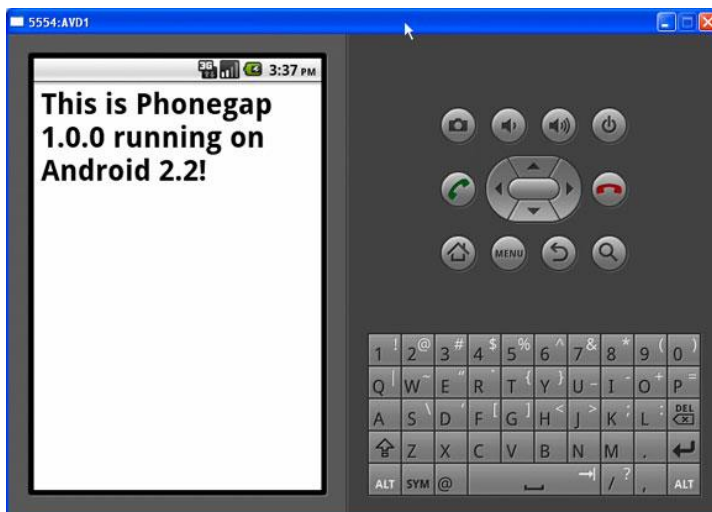 5554:AVD1
3G 3:37 PM
This is Phonegap
1.0.0 running on
Android 2.2!
MENU
1 ! 2 @ 3 # 4 $ 5 % 6 ^ 7 & 8 * 9 ( 0 )
Q | W ~ E " R ` T { Y } U _ I - O + P =
A S \ D ' F [ G ] H < J > K ; L : DEL
Z X C V B N M .
ALT SYM @ / ? , ALT